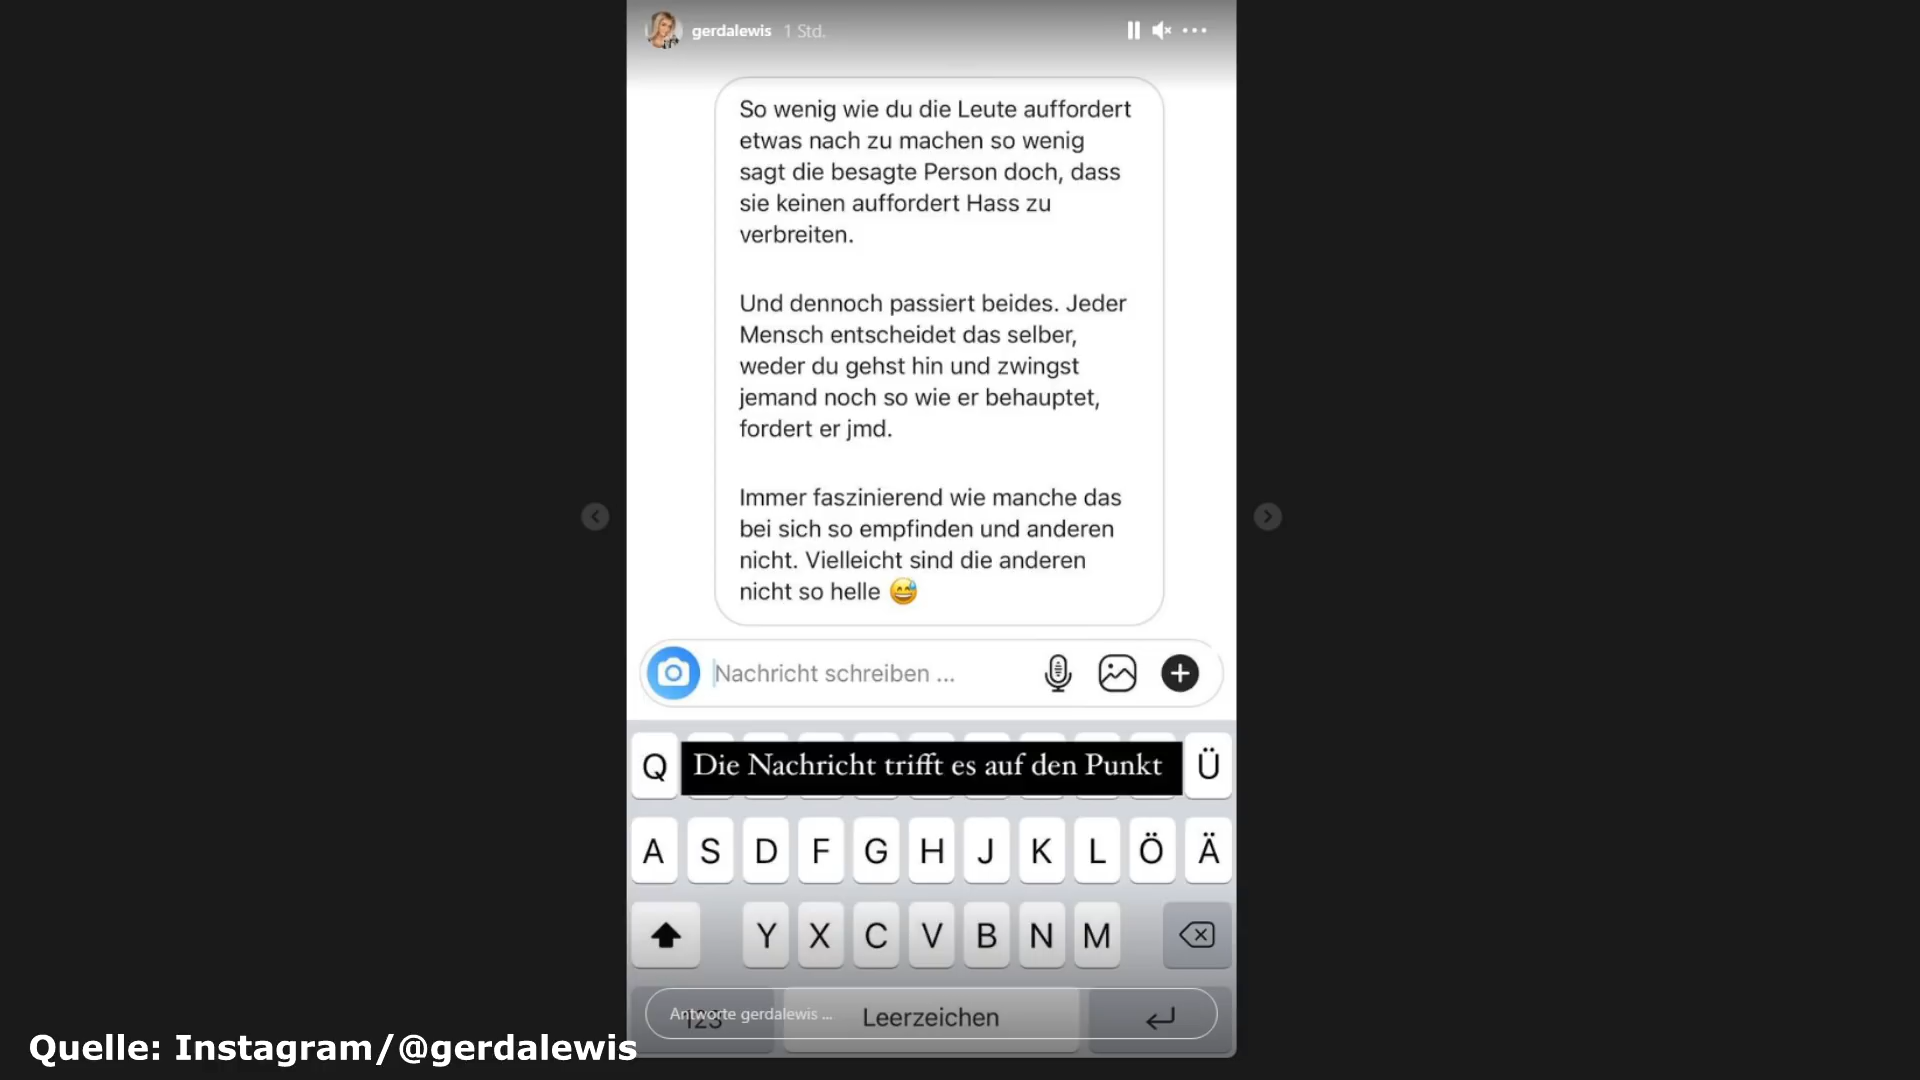 gerdalewis 1 Std.
So wenig wie du die Leute auffordert
etwas nach zu machen so wenig
sagt die besagte Person doch, dass
sie keinen auffordert Hass zu
verbreiten.
Und dennoch passiert beides. Jeder
Mensch entscheidet das selber,
weder du gehst hin und zwingst
jemand noch so wie er behauptet,
fordert er jmd.
Immer faszinierend wie manche das
bei sich so empfinden und anderen
nicht. Vielleicht sind die anderen
nicht so helle 😅
Nachricht schreiben ...
Q Die Nachricht trifft es auf den Punkt Ü
A S D F G H J K L Ö Ä
Y X C V B N M
123 Leerzeichen
Antworte gerdalewis ...
Quelle: Instagram/@gerdalewis